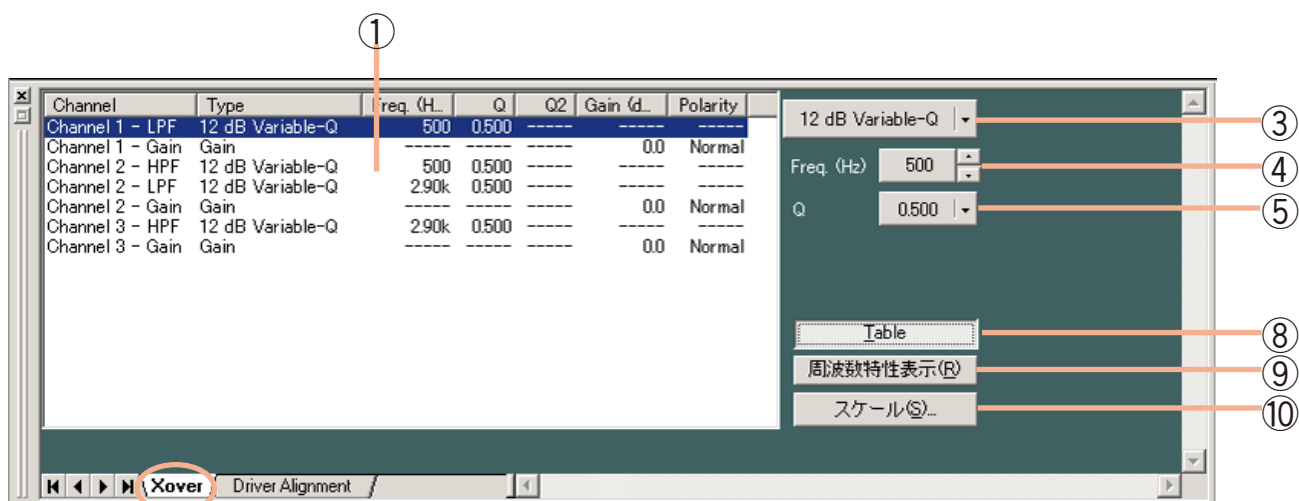 ①
Channel Type Freq. (H... Q Q2 Gain (d... Polarity
Channel 1 - LPF 12 dB Variable-Q 500 0.500 ----- ----- -----
Channel 1 - Gain Gain ----- ----- ----- 0.0 Normal
Channel 2 - HPF 12 dB Variable-Q 500 0.500 ----- ----- -----
Channel 2 - LPF 12 dB Variable-Q 2.90k 0.500 ----- ----- -----
Channel 2 - Gain Gain ----- ----- ----- 0.0 Normal
Channel 3 - HPF 12 dB Variable-Q 2.90k 0.500 ----- ----- -----
Channel 3 - Gain Gain ----- ----- ----- 0.0 Normal
12 dB Variable-Q ③
Freq. (Hz) 500 ④
Q 0.500 ⑤
Table ⑧
周波数特性表示(R) ⑨
スケール(S)... ⑩
Xover Driver Alignment